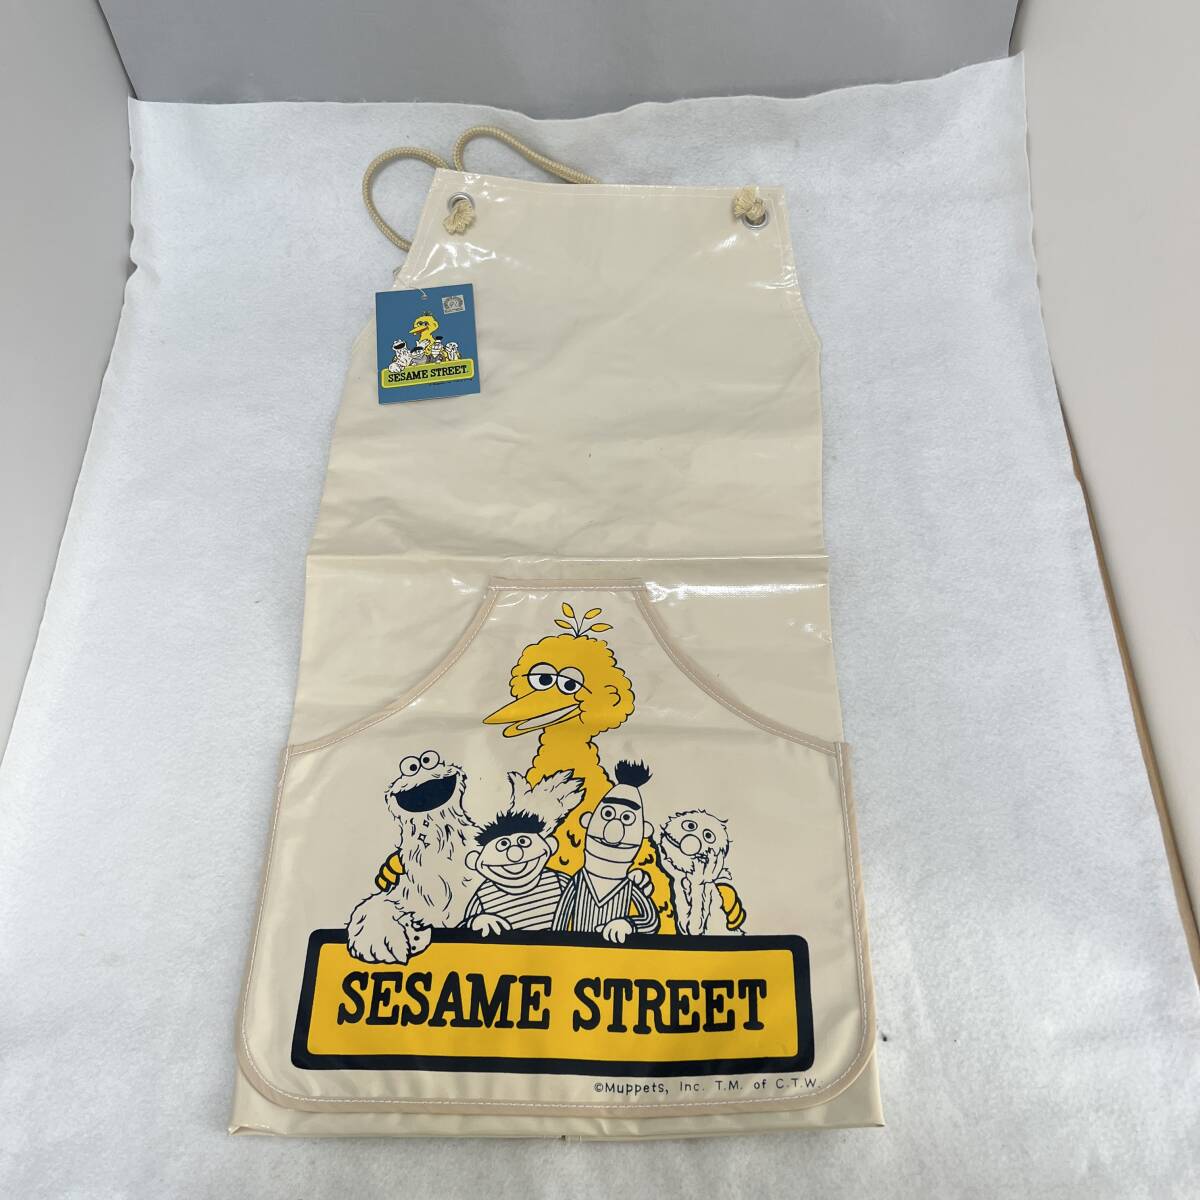 SESAME STREET
SESAME STREET
©Muppets, Inc. T.M. of C.T.W.